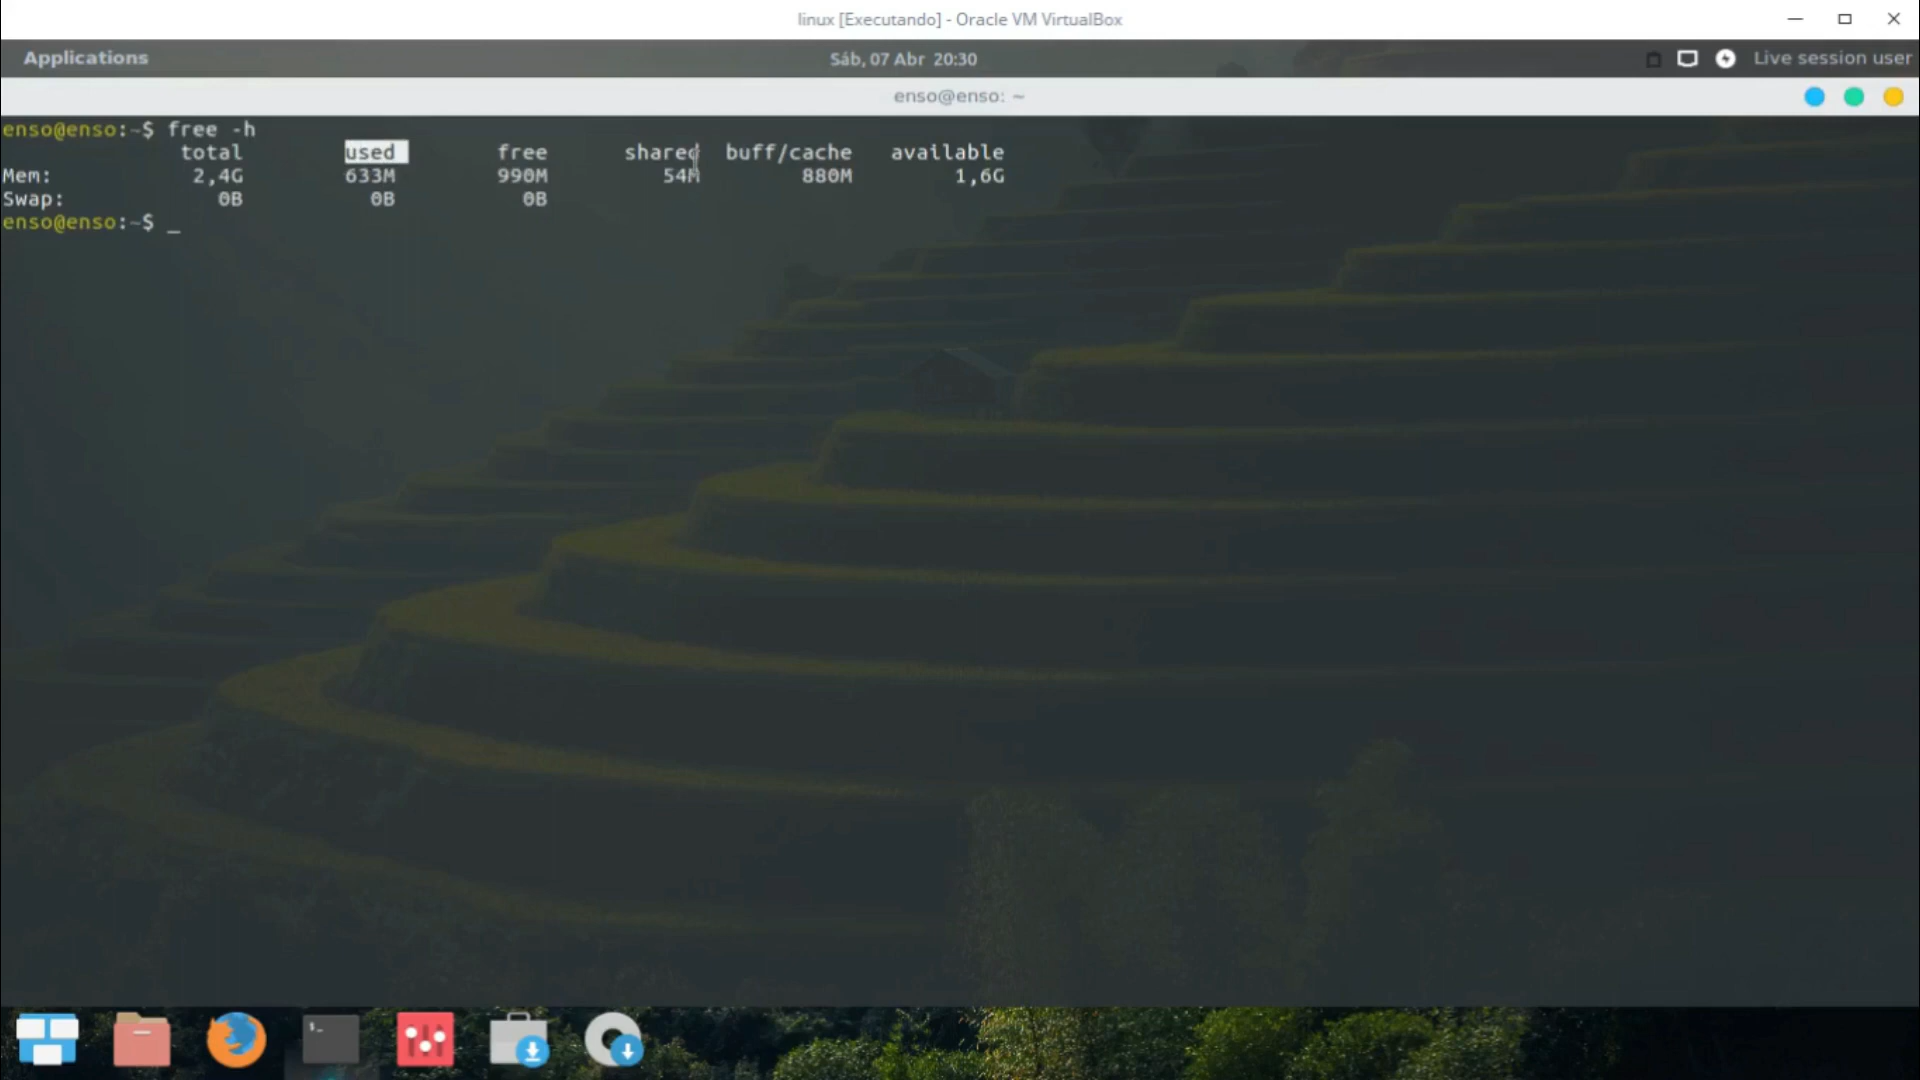 linux [Executando] - Oracle VM VirtualBox
Applications
Sáb, 07 Abr 20:30
Live session user
enso@enso: ~
enso@enso:~$ free -h
total used free shared buff/cache available
Mem: 2,4G 633M 990M 54M 880M 1,6G
Swap: 0B 0B 0B
enso@enso:~$ _